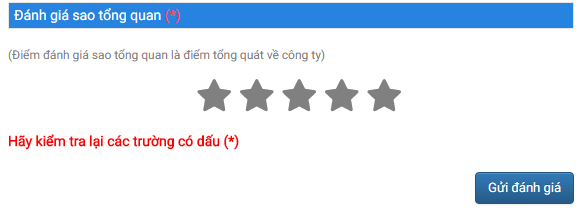 Đánh giá sao tổng quan (*)
(Điểm đánh giá sao tổng quan là điểm tổng quát về công ty)
Hãy kiểm tra lại các trường có dấu (*)
Gửi đánh giá